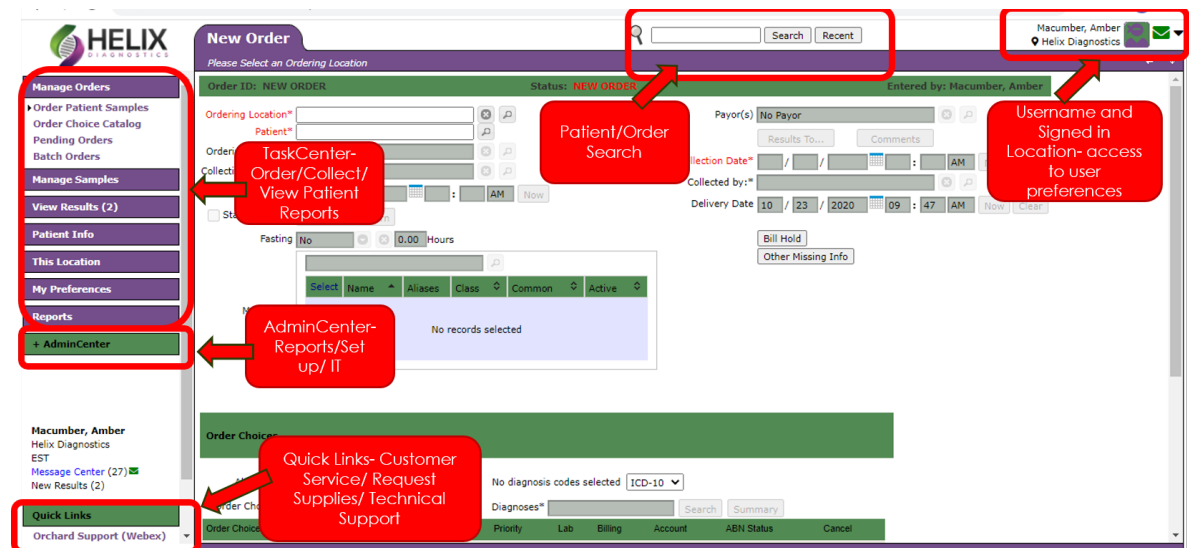 HELIX
DIAGNOSTICS
New Order
Search Recent
Macumber, Amber
Helix Diagnostics
Please Select an Ordering Location
Manage Orders
Order Patient Samples
Order Choice Catalog
Pending Orders
Batch Orders
Manage Samples
View Results (2)
Patient Info
This Location
My Preferences
Reports
+ AdminCenter
Macumber, Amber
Helix Diagnostics
EST
Message Center (27)
New Results (2)
Quick Links
Orchard Support (Webex)
Order ID: NEW ORDER Status: NEW ORDER Entered by: Macumber, Amber
Ordering Location*
Patient*
Payor(s) No Payor
Results To... Comments
Collected by:*
: AM Now
Delivery Date 10 / 23 / 2020 09 : 47 AM Now Clear
Fasting No 0.00 Hours
Bill Hold
Other Missing Info
Select Name Aliases Class Common Active
No records selected
TaskCenter-
Order/Collect/
View Patient
Reports
Patient/Order
Search
Username and
Signed in
Location- access
to user
preferences
AdminCenter-
Reports/Set
up/ IT
Quick Links- Customer
Service/ Request
Supplies/ Technical
Support
Order Choices
No diagnosis codes selected ICD-10
Diagnoses* Search Summary
Order Choice Priority Lab Billing Account ABN Status Cancel